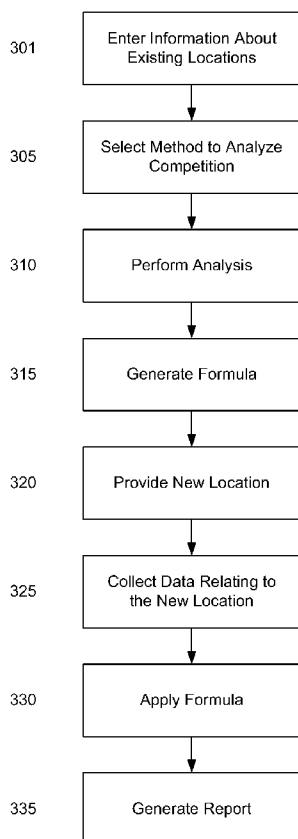 301
Enter Information About
Existing Locations
305
Select Method to Analyze
Competition
310
Perform Analysis
315
Generate Formula
320
Provide New Location
325
Collect Data Relating to
the New Location
330
Apply Formula
335
Generate Report